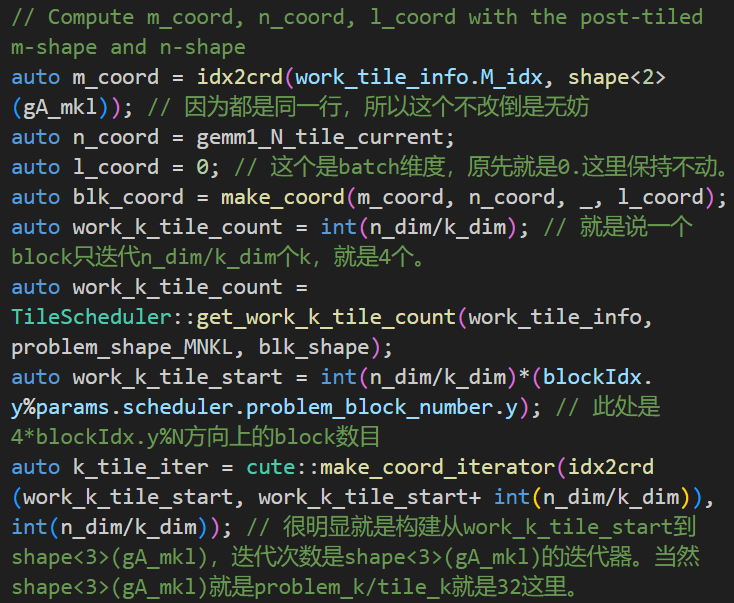 // Compute m_coord, n_coord, l_coord with the post-tiled
m-shape and n-shape
auto m_coord = idx2crd(work_tile_info.M_idx, shape<2>
(gA_mkl)); // 因为都是同一行，所以这个不改倒是无妨
auto n_coord = gemm1_N_tile_current;
auto l_coord = 0; // 这个是batch维度，原先就是0.这里保持不动。
auto blk_coord = make_coord(m_coord, n_coord, _, l_coord);
auto work_k_tile_count = int(n_dim/k_dim); // 就是说一个
block只迭代n_dim/k_dim个k，就是4个。
auto work_k_tile_count =
TileScheduler::get_work_k_tile_count(work_tile_info,
problem_shape_MNKL, blk_shape);
auto work_k_tile_start = int(n_dim/k_dim)*(blockIdx.
y%params.scheduler.problem_block_number.y); // 此处是
4*blockIdx.y%N方向上的block数目
auto k_tile_iter = cute::make_coord_iterator(idx2crd
(work_k_tile_start, work_k_tile_start+ int(n_dim/k_dim)),
int(n_dim/k_dim)); // 很明显就是构建从work_k_tile_start到
shape<3>(gA_mkl)，迭代次数是shape<3>(gA_mkl)的迭代器。当然
shape<3>(gA_mkl)就是problem_k/tile_k就是32这里。